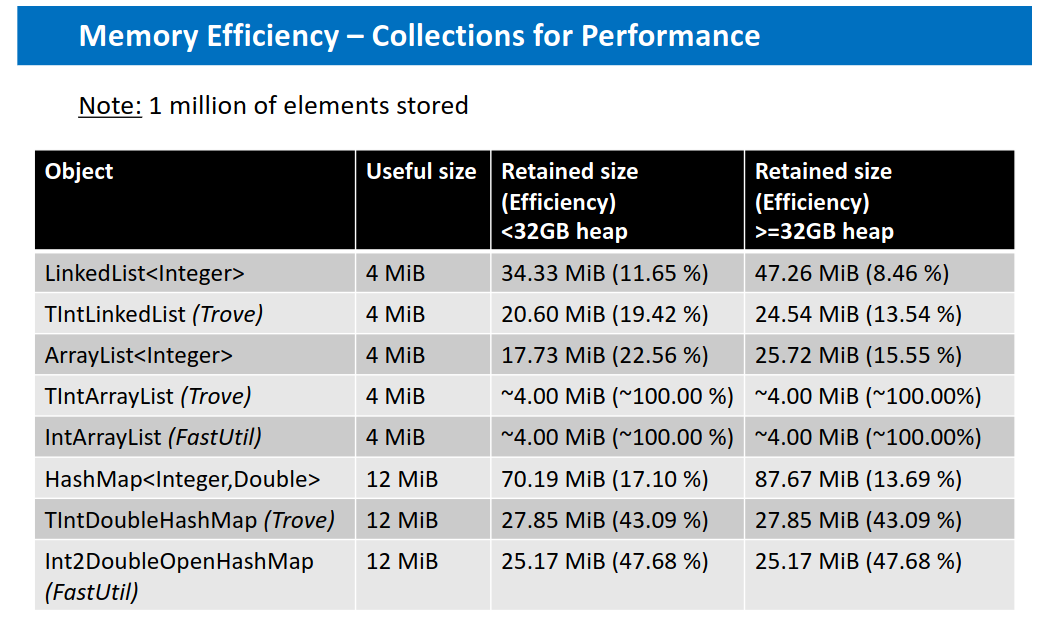 Memory Efficiency – Collections for Performance
Note: 1 million of elements stored
Object Useful size Retained size (Efficiency) <32GB heap Retained size (Efficiency) >=32GB heap
LinkedList<Integer> 4 MiB 34.33 MiB (11.65 %) 47.26 MiB (8.46 %)
TIntLinkedList (Trove) 4 MiB 20.60 MiB (19.42 %) 24.54 MiB (13.54 %)
ArrayList<Integer> 4 MiB 17.73 MiB (22.56 %) 25.72 MiB (15.55 %)
TIntArrayList (Trove) 4 MiB ~4.00 MiB (~100.00 %) ~4.00 MiB (~100.00%)
IntArrayList (FastUtil) 4 MiB ~4.00 MiB (~100.00 %) ~4.00 MiB (~100.00%)
HashMap<Integer,Double> 12 MiB 70.19 MiB (17.10 %) 87.67 MiB (13.69 %)
TIntDoubleHashMap (Trove) 12 MiB 27.85 MiB (43.09 %) 27.85 MiB (43.09 %)
Int2DoubleOpenHashMap 12 MiB 25.17 MiB (47.68 %) 25.17 MiB (47.68 %)
(FastUtil)